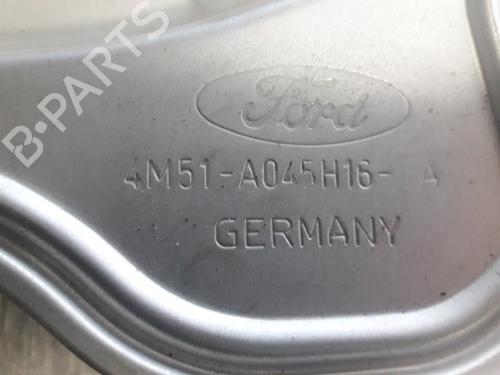 B-PARTS
Ford
4M51-A045H16- A
GERMANY